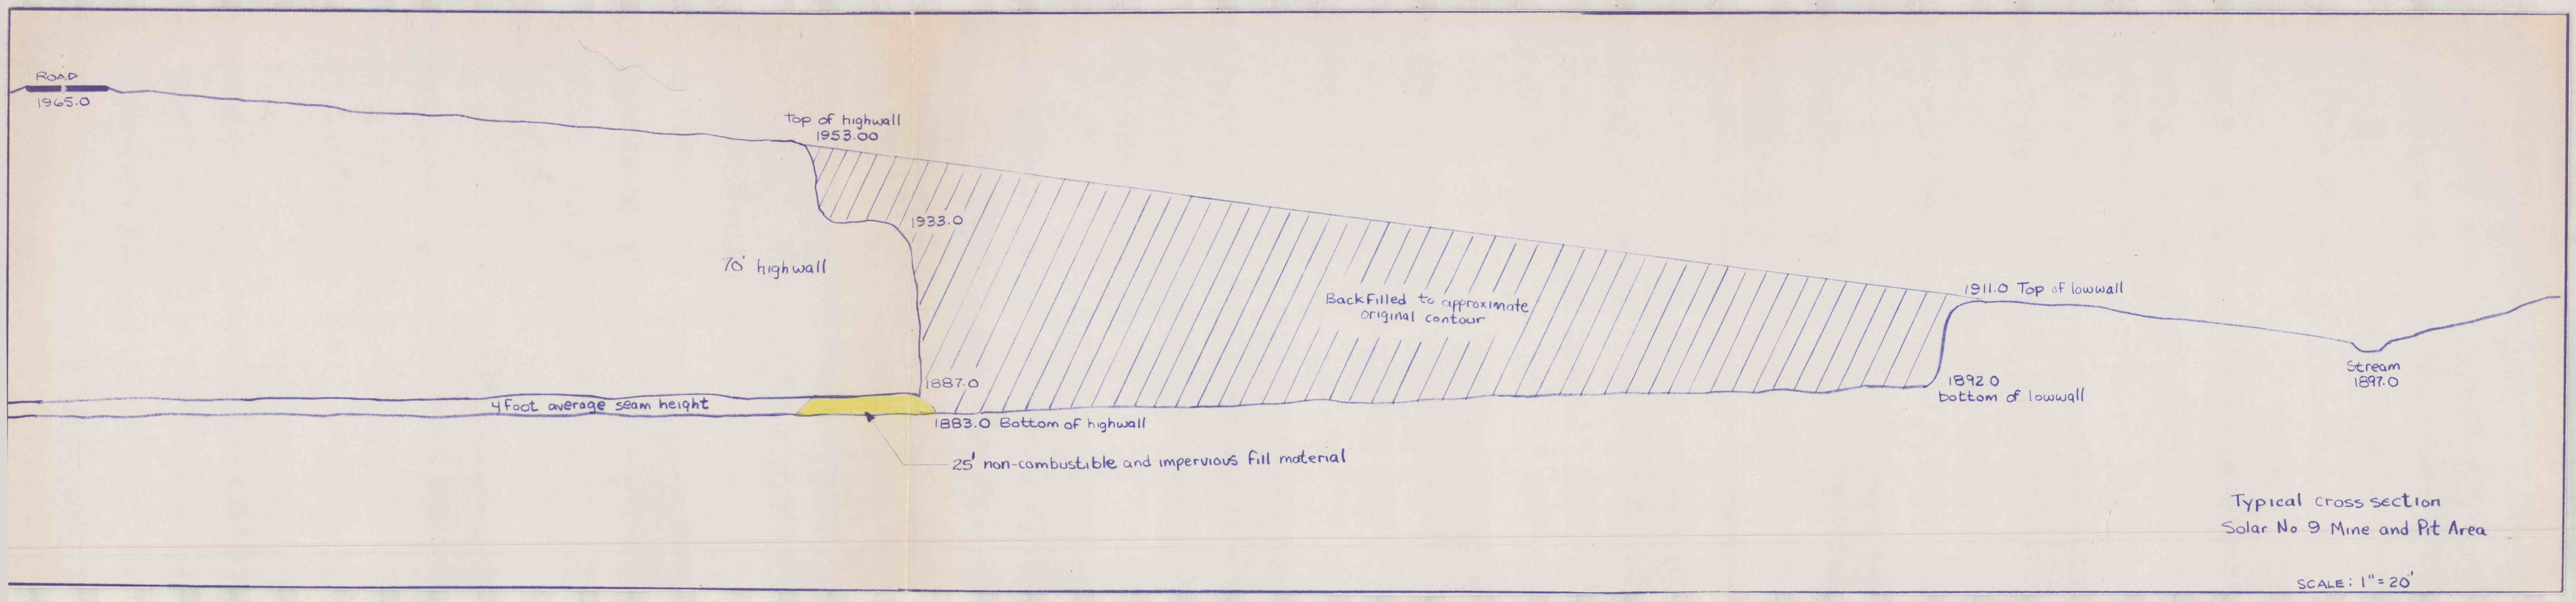 ROAD
1965.0
Top of highwall
1953.00
1933.0
70' highwall
Backfilled to approximate
original contour
1911.0 Top of lowwall
1887.0
1892.0
bottom of lowwall
Stream
1897.0
4 foot average seam height
1883.0 Bottom of highwall
25' non-combustible and impervious fill material
Typical cross section
Solar No 9 Mine and Pit Area
SCALE: 1"=20'